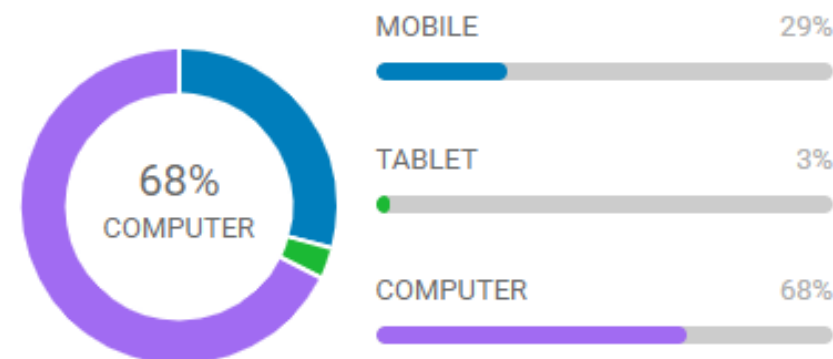 68%
COMPUTER
MOBILE 29%
TABLET 3%
COMPUTER 68%